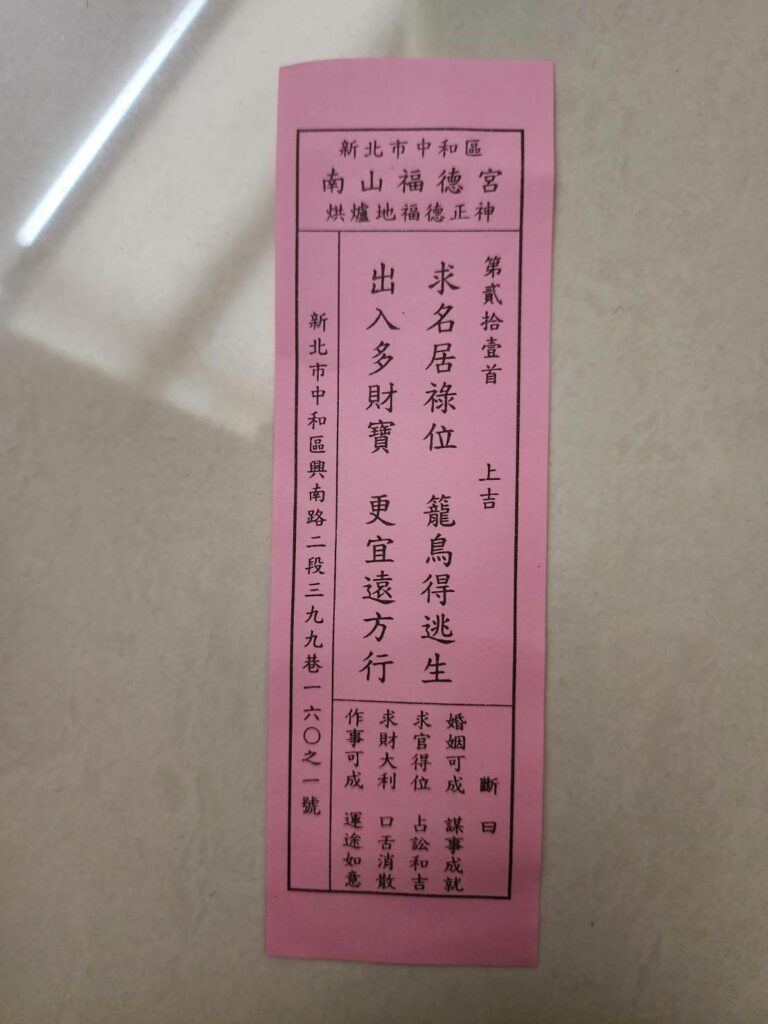 新北市中和區
南山福德宮
烘爐地福德正神
第貳拾壹首 上吉
求名居祿位 籠鳥得逃生
出入多財寶 更宜遠方行
斷曰
婚姻可成 謀事成就
求官得位 占訟和吉
求財大利 口舌消散
作事可成 運途如意
新北市中和區興南路二段三九九巷一六〇之一號